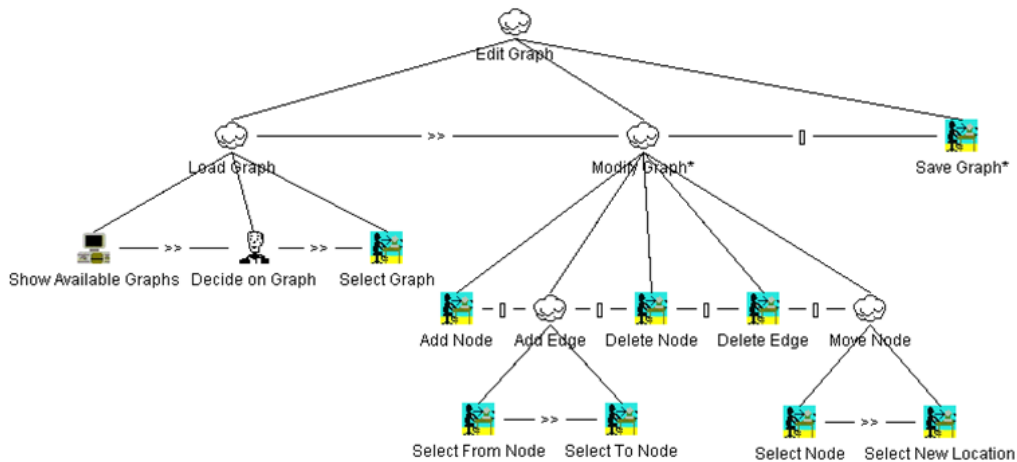 Edit Graph
>>
[]
Load Graph
Modify Graph*
Save Graph*
>>
>>
Show Available Graphs
Decide on Graph
Select Graph
[]
[]
[]
[]
Add Node
Add Edge
Delete Node
Delete Edge
Move Node
>>
>>
Select From Node
Select To Node
Select Node
Select New Location